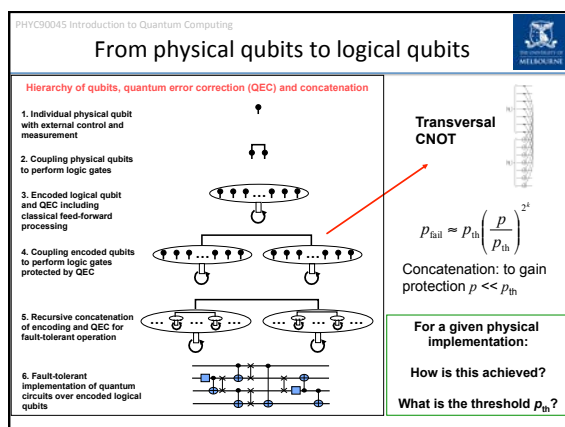 PHYC90045 Introduction to Quantum Computing
From physical qubits to logical qubits
THE UNIVERSITY OF
MELBOURNE
Hierarchy of qubits, quantum error correction (QEC) and concatenation
1. Individual physical qubit
with external control and
measurement
2. Coupling physical qubits
to perform logic gates
3. Encoded logical qubit
and QEC including
classical feed-forward
processing
4. Coupling encoded qubits
to perform logic gates
protected by QEC
5. Recursive concatenation
of encoding and QEC for
fault-tolerant operation
6. Fault-tolerant
implementation of quantum
circuits over encoded logical
qubits
Transversal
CNOT
p_fail ≈ p_th (p / p_th)^{2^k}
Concatenation: to gain
protection p << p_th
For a given physical
implementation:
How is this achieved?
What is the threshold p_th?